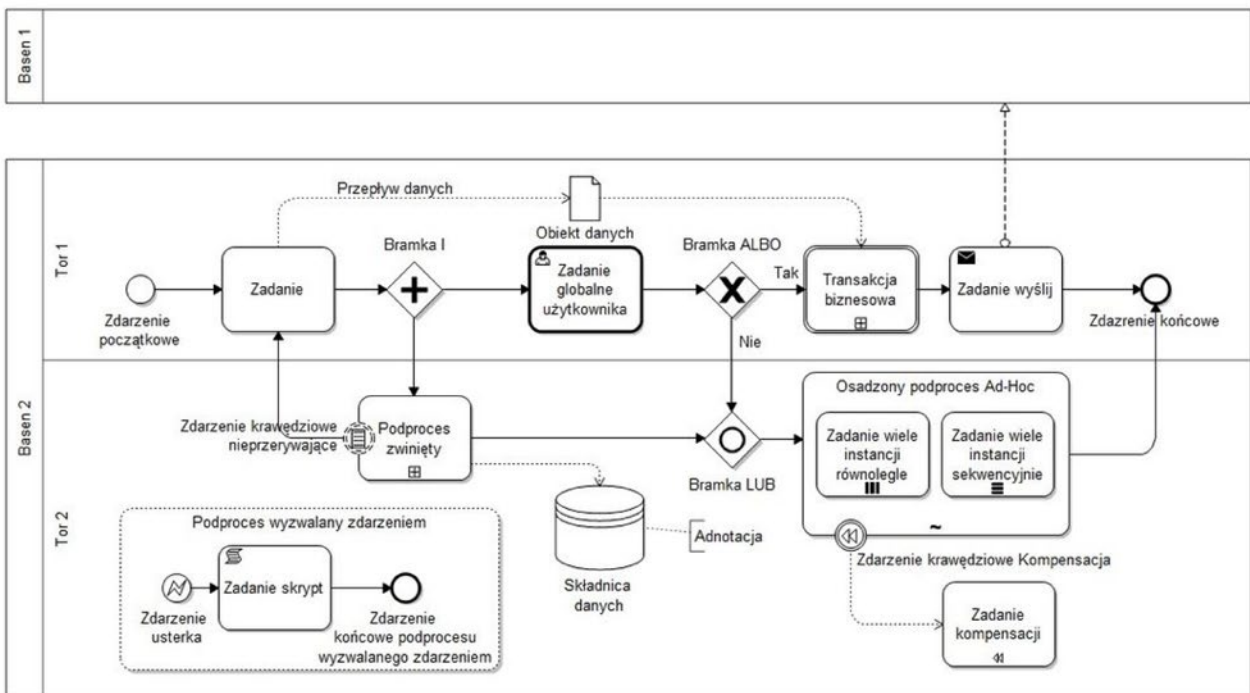 Basen 1
Basen 2
Tor 1
Przepływ danych
Obiekt danych
Bramka I
Bramka ALBO
Zadanie
Zadanie
globalne
użytkownika
Tak
Transakcja
biznesowa
Zadanie wyślij
Zdarzenie
początkowe
Zdazrenie końcowe
Nie
Tor 2
Zdarzenie krawędziowe
nieprzerywające
Podproces
zwinięty
Bramka LUB
Osadzony podproces Ad-Hoc
Zadanie wiele
instancji
równolegle
Zadanie wiele
instancji
sekwencyjnie
Podproces wyzwalany zdarzeniem
Zadanie skrypt
Zdarzenie
usterka
Zdarzenie
końcowe podprocesu
wyzwalanego zdarzeniem
Składnica
danych
Adnotacja
Zdarzenie krawędziowe Kompensacja
Zadanie
kompensacji